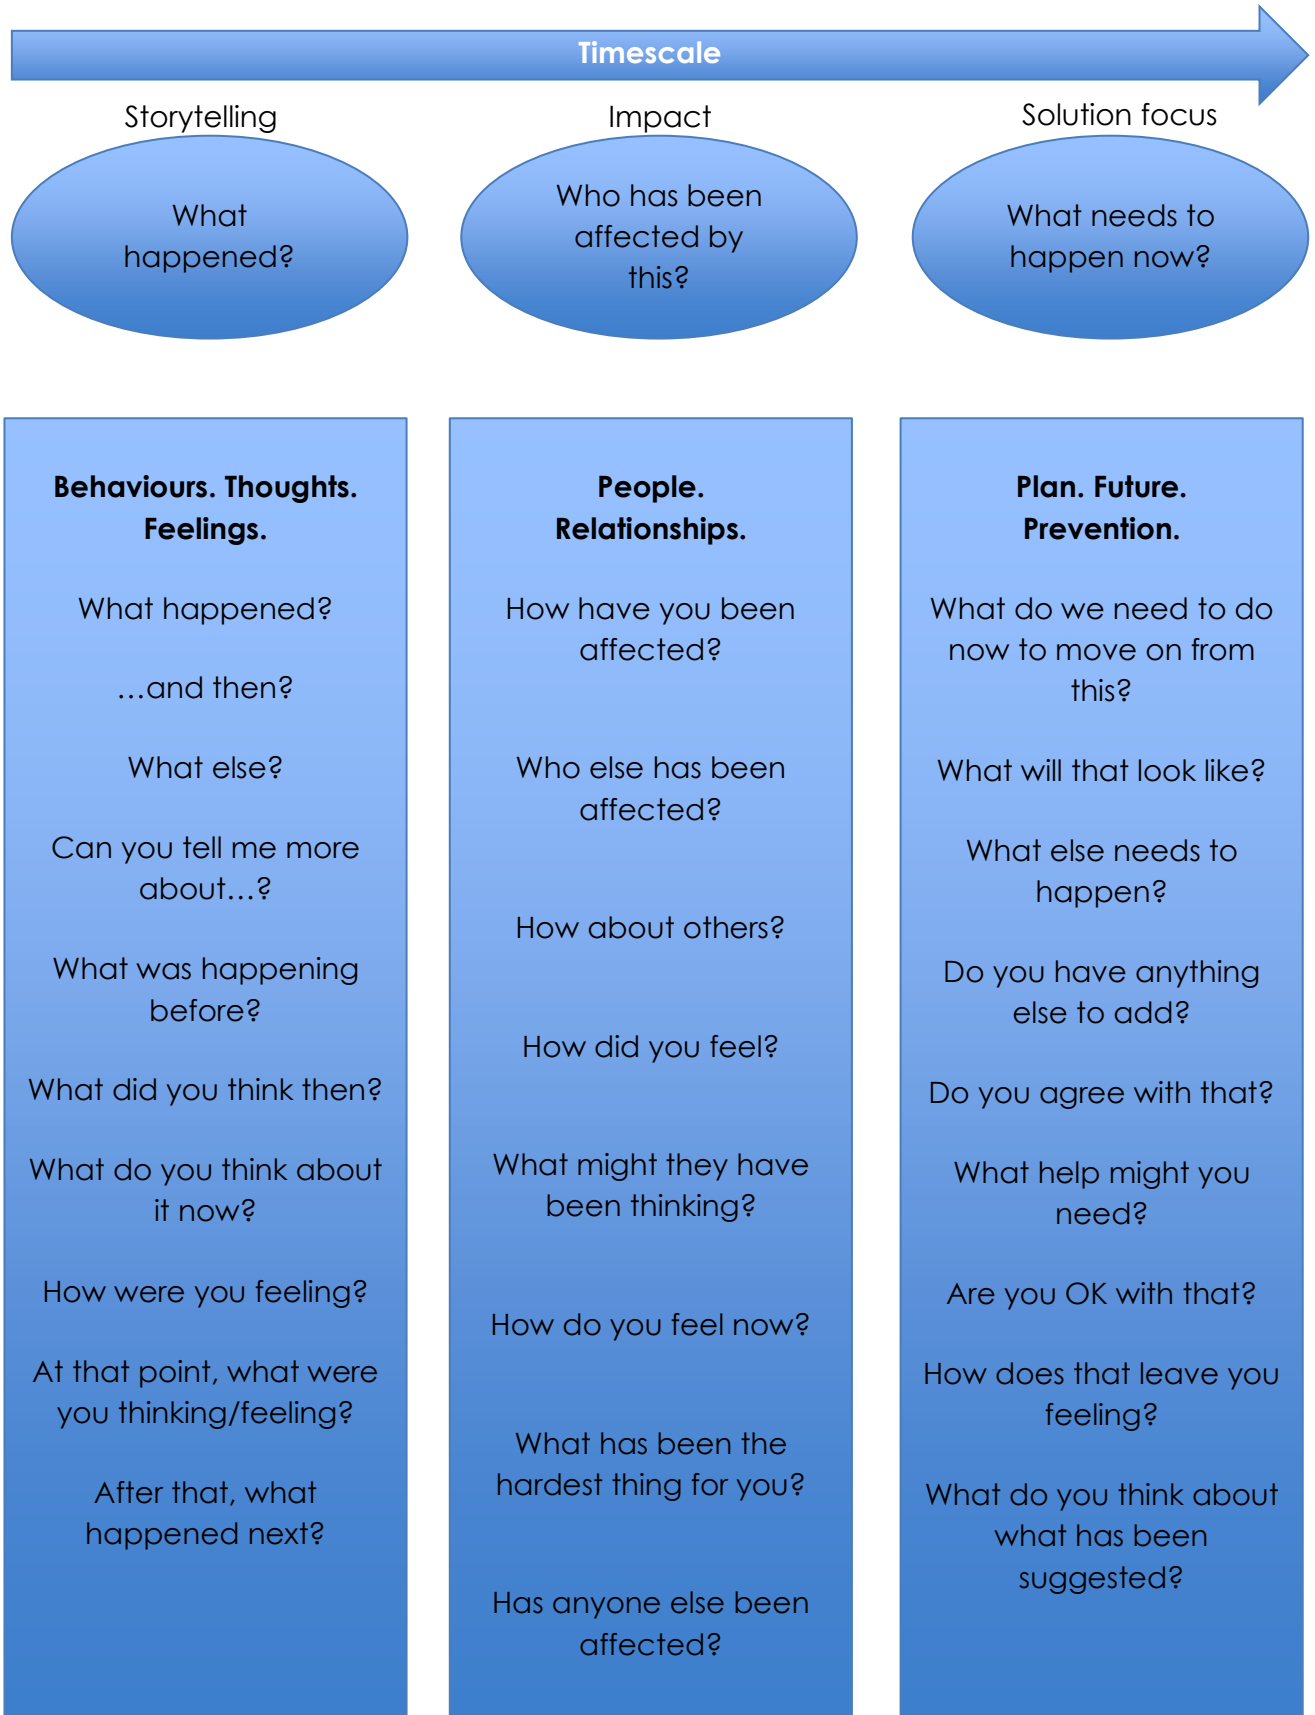 Timescale
Storytelling
What
happened?
Impact
Who has been
affected by
this?
Solution focus
What needs to
happen now?
Behaviours. Thoughts.
Feelings.
What happened?
…and then?
What else?
Can you tell me more
about…?
What was happening
before?
What did you think then?
What do you think about
it now?
How were you feeling?
At that point, what were
you thinking/feeling?
After that, what
happened next?
People.
Relationships.
How have you been
affected?
Who else has been
affected?
How about others?
How did you feel?
What might they have
been thinking?
How do you feel now?
What has been the
hardest thing for you?
Has anyone else been
affected?
Plan. Future.
Prevention.
What do we need to do
now to move on from
this?
What will that look like?
What else needs to
happen?
Do you have anything
else to add?
Do you agree with that?
What help might you
need?
Are you OK with that?
How does that leave you
feeling?
What do you think about
what has been
suggested?